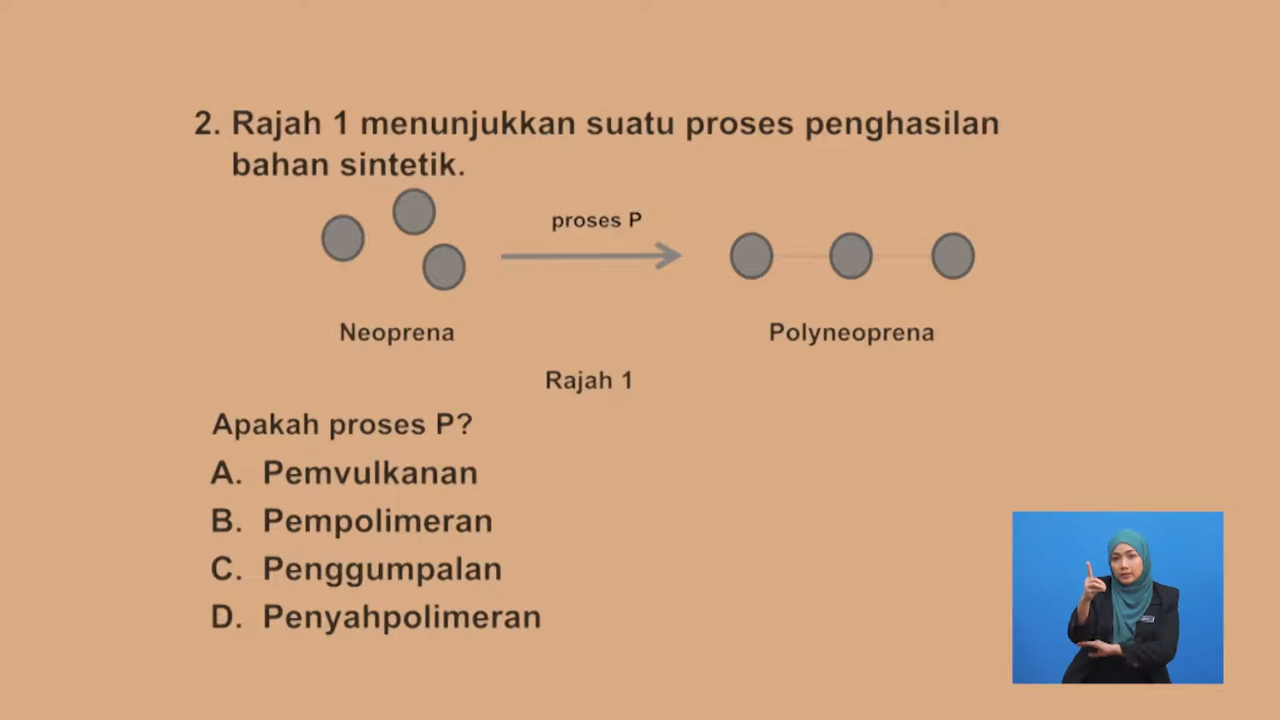 2. Rajah 1 menunjukkan suatu proses penghasilan
bahan sintetik.
proses P
Neoprena
Polyneoprena
Rajah 1
Apakah proses P?
A. Pemvulkanan
B. Pempolimeran
C. Penggumpalan
D. Penyahpolimeran